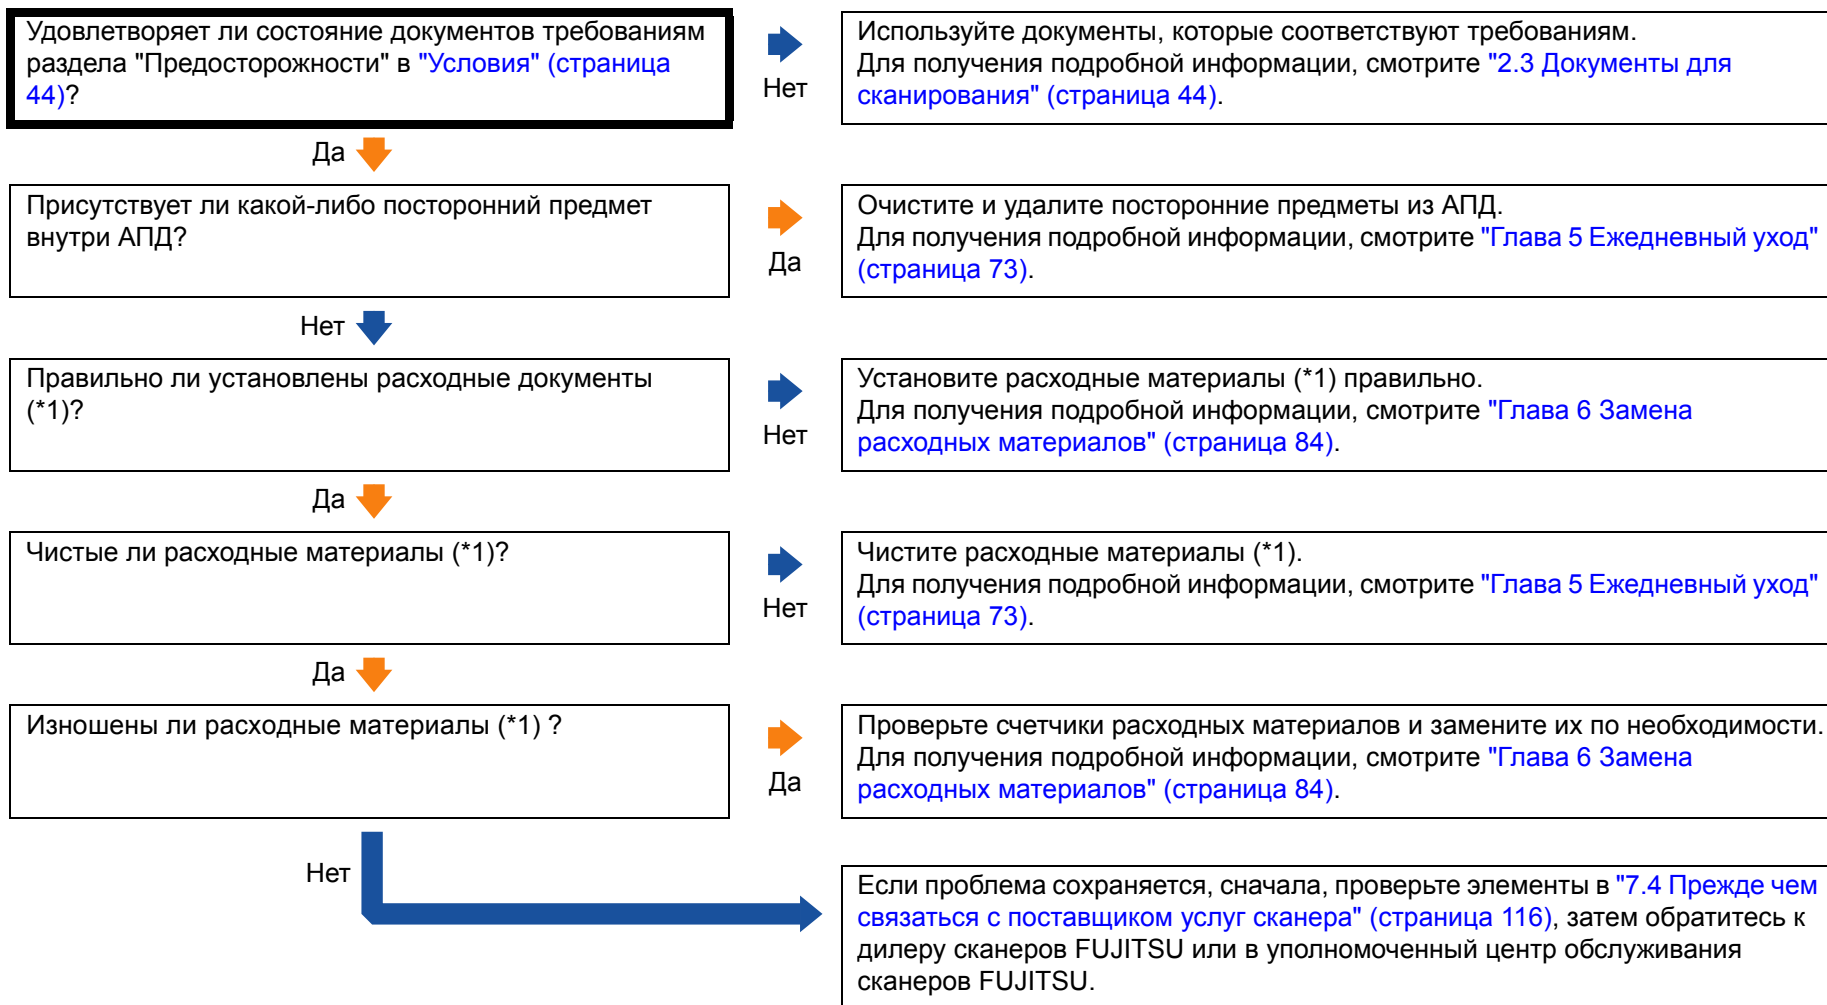 Удовлетворяет ли состояние документов требованиям
раздела "Предосторожности" в "Условия" (страница
44)?
Нет
Используйте документы, которые соответствуют требованиям.
Для получения подробной информации, смотрите "2.3 Документы для
сканирования" (страница 44).
Да
Присутствует ли какой-либо посторонний предмет
внутри АПД?
Да
Очистите и удалите посторонние предметы из АПД.
Для получения подробной информации, смотрите "Глава 5 Ежедневный уход"
(страница 73).
Нет
Правильно ли установлены расходные документы
(*1)?
Нет
Установите расходные материалы (*1) правильно.
Для получения подробной информации, смотрите "Глава 6 Замена
расходных материалов" (страница 84).
Да
Чистые ли расходные материалы (*1)?
Нет
Чистите расходные материалы (*1).
Для получения подробной информации, смотрите "Глава 5 Ежедневный уход"
(страница 73).
Да
Изношены ли расходные материалы (*1) ?
Да
Проверьте счетчики расходных материалов и замените их по необходимости.
Для получения подробной информации, смотрите "Глава 6 Замена
расходных материалов" (страница 84).
Нет
Если проблема сохраняется, сначала, проверьте элементы в "7.4 Прежде чем
связаться с поставщиком услуг сканера" (страница 116), затем обратитесь к
дилеру сканеров FUJITSU или в уполномоченный центр обслуживания
сканеров FUJITSU.